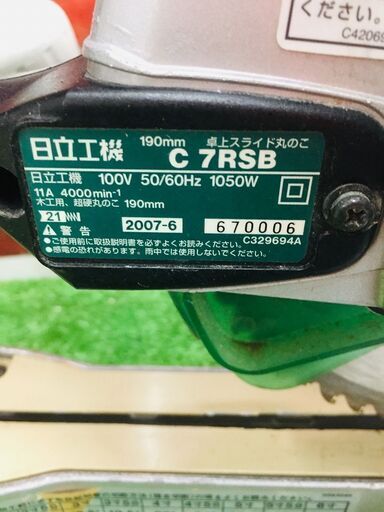 ください。
C42069
190mm 卓上スライド丸のこ
日立工機 C 7RSB
日立工機 100V 50/60Hz 1050W
11A 4000min-1
木工用、超硬丸のこ 190mm
21
警告 2007-6 670006
C329694A
●ご使用前に取扱説明書を必ずよくお読みください。
●感電の恐れがあります。雨中では使用しないでください。